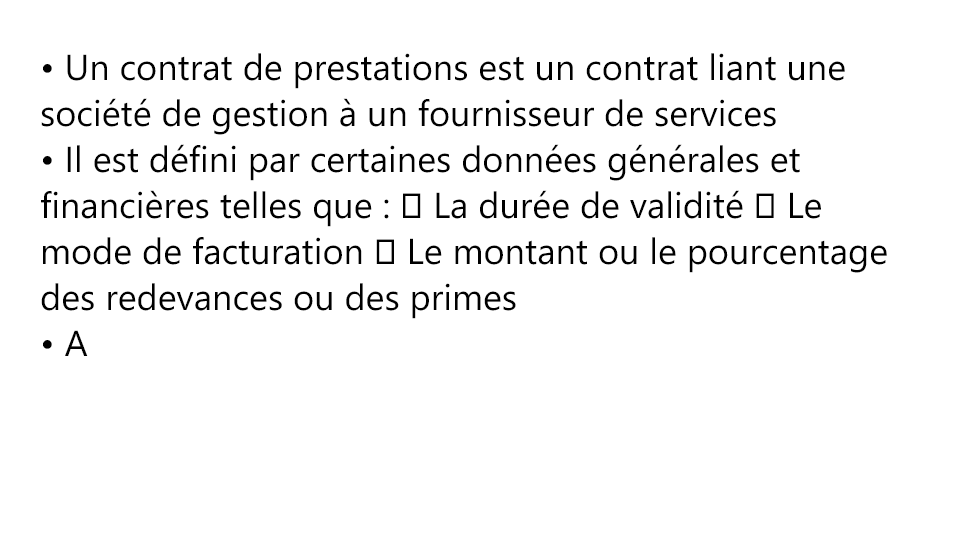 • Un contrat de prestations est un contrat liant une
société de gestion à un fournisseur de services
• Il est défini par certaines données générales et
financières telles que : 􀂾 La durée de validité 􀂾 Le
mode de facturation 􀂾 Le montant ou le pourcentage
des redevances ou des primes
• A